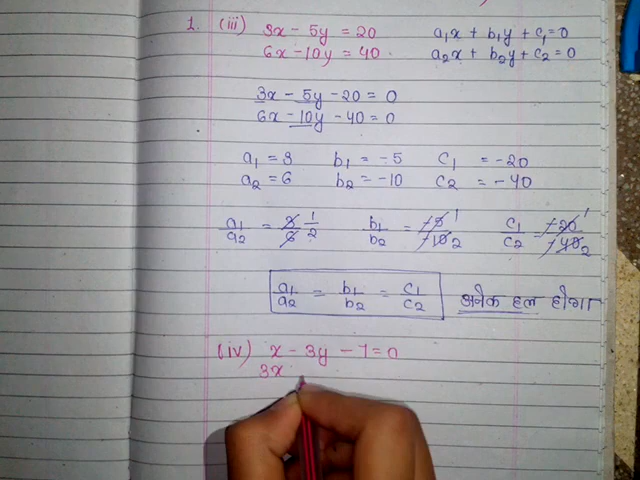 1. (iii) 3x - 5y = 20 a₁x + b₁y + c₁ = 0
6x - 10y = 40 a₂x + b₂y + c₂ = 0
3x - 5y - 20 = 0
6x - 10y - 40 = 0
a₁ = 3 b₁ = -5 c₁ = -20
a₂ = 6 b₂ = -10 c₂ = -40
a₁/a₂ = 3/6 1/2 b₁/b₂ = -5/-10 1/2 c₁/c₂ = -20/-40 1/2
a₁/a₂ = b₁/b₂ = c₁/c₂ अनेक हल होगा
(iv) x - 3y - 7 = 0
3x